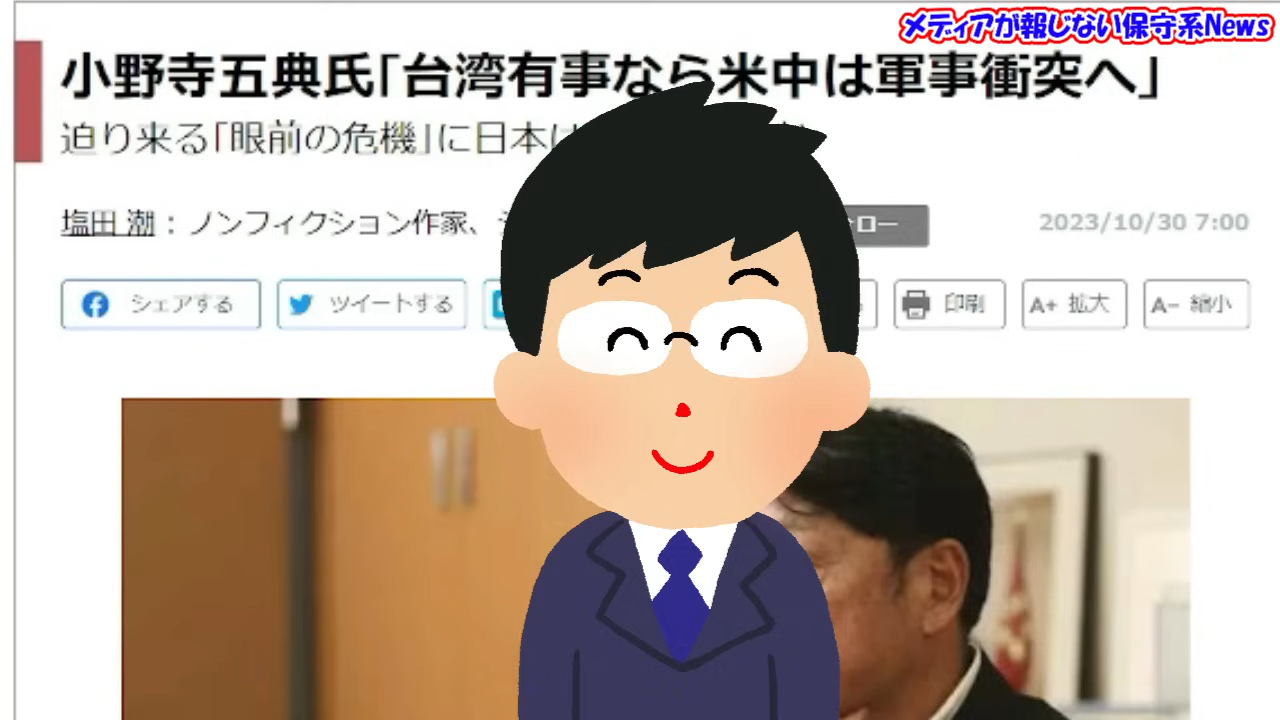 メディアが報じない保守系News
小野寺五典氏「台湾有事なら米中は軍事衝突へ」
迫り来る「眼前の危機」に日本は
塩田 潮：ノンフィクション作家、
ロー
2023/10/30 7:00
シェアする
ツイートする
印刷
A+ 拡大
A− 縮小